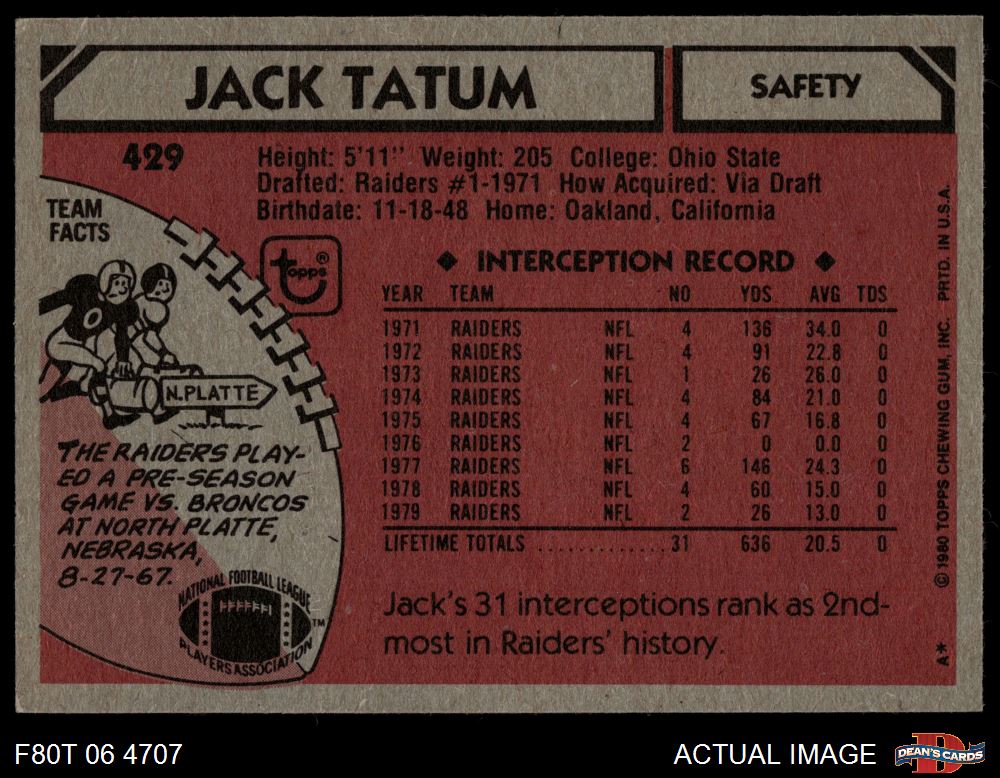 JACK TATUM
SAFETY
429
Height: 5'11" Weight: 205 College: Ohio State
Drafted: Raiders #1-1971 How Acquired: Via Draft
Birthdate: 11-18-48 Home: Oakland, California
TEAM
FACTS
topps®
N.PLATTE
THE RAIDERS PLAY-
ED A PRE-SEASON
GAME VS. BRONCOS
AT NORTH PLATTE,
NEBRASKA,
8-27-67.
NATIONAL FOOTBALL LEAGUE
PLAYERS ASSOCIATION
TM
◆ INTERCEPTION RECORD ◆
YEAR TEAM NO YDS AVG TDS
1971 RAIDERS NFL 4 136 34.0 0
1972 RAIDERS NFL 4 91 22.8 0
1973 RAIDERS NFL 1 26 26.0 0
1974 RAIDERS NFL 4 84 21.0 0
1975 RAIDERS NFL 4 67 16.8 0
1976 RAIDERS NFL 2 0 0.0 0
1977 RAIDERS NFL 6 146 24.3 0
1978 RAIDERS NFL 4 60 15.0 0
1979 RAIDERS NFL 2 26 13.0 0
LIFETIME TOTALS .............31 636 20.5 0
Jack's 31 interceptions rank as 2nd-
most in Raiders' history.
A* © 1980 TOPPS CHEWING GUM, INC. PRTD. IN U.S.A.
F80T 06 4707
ACTUAL IMAGE
DEAN'S CARDS